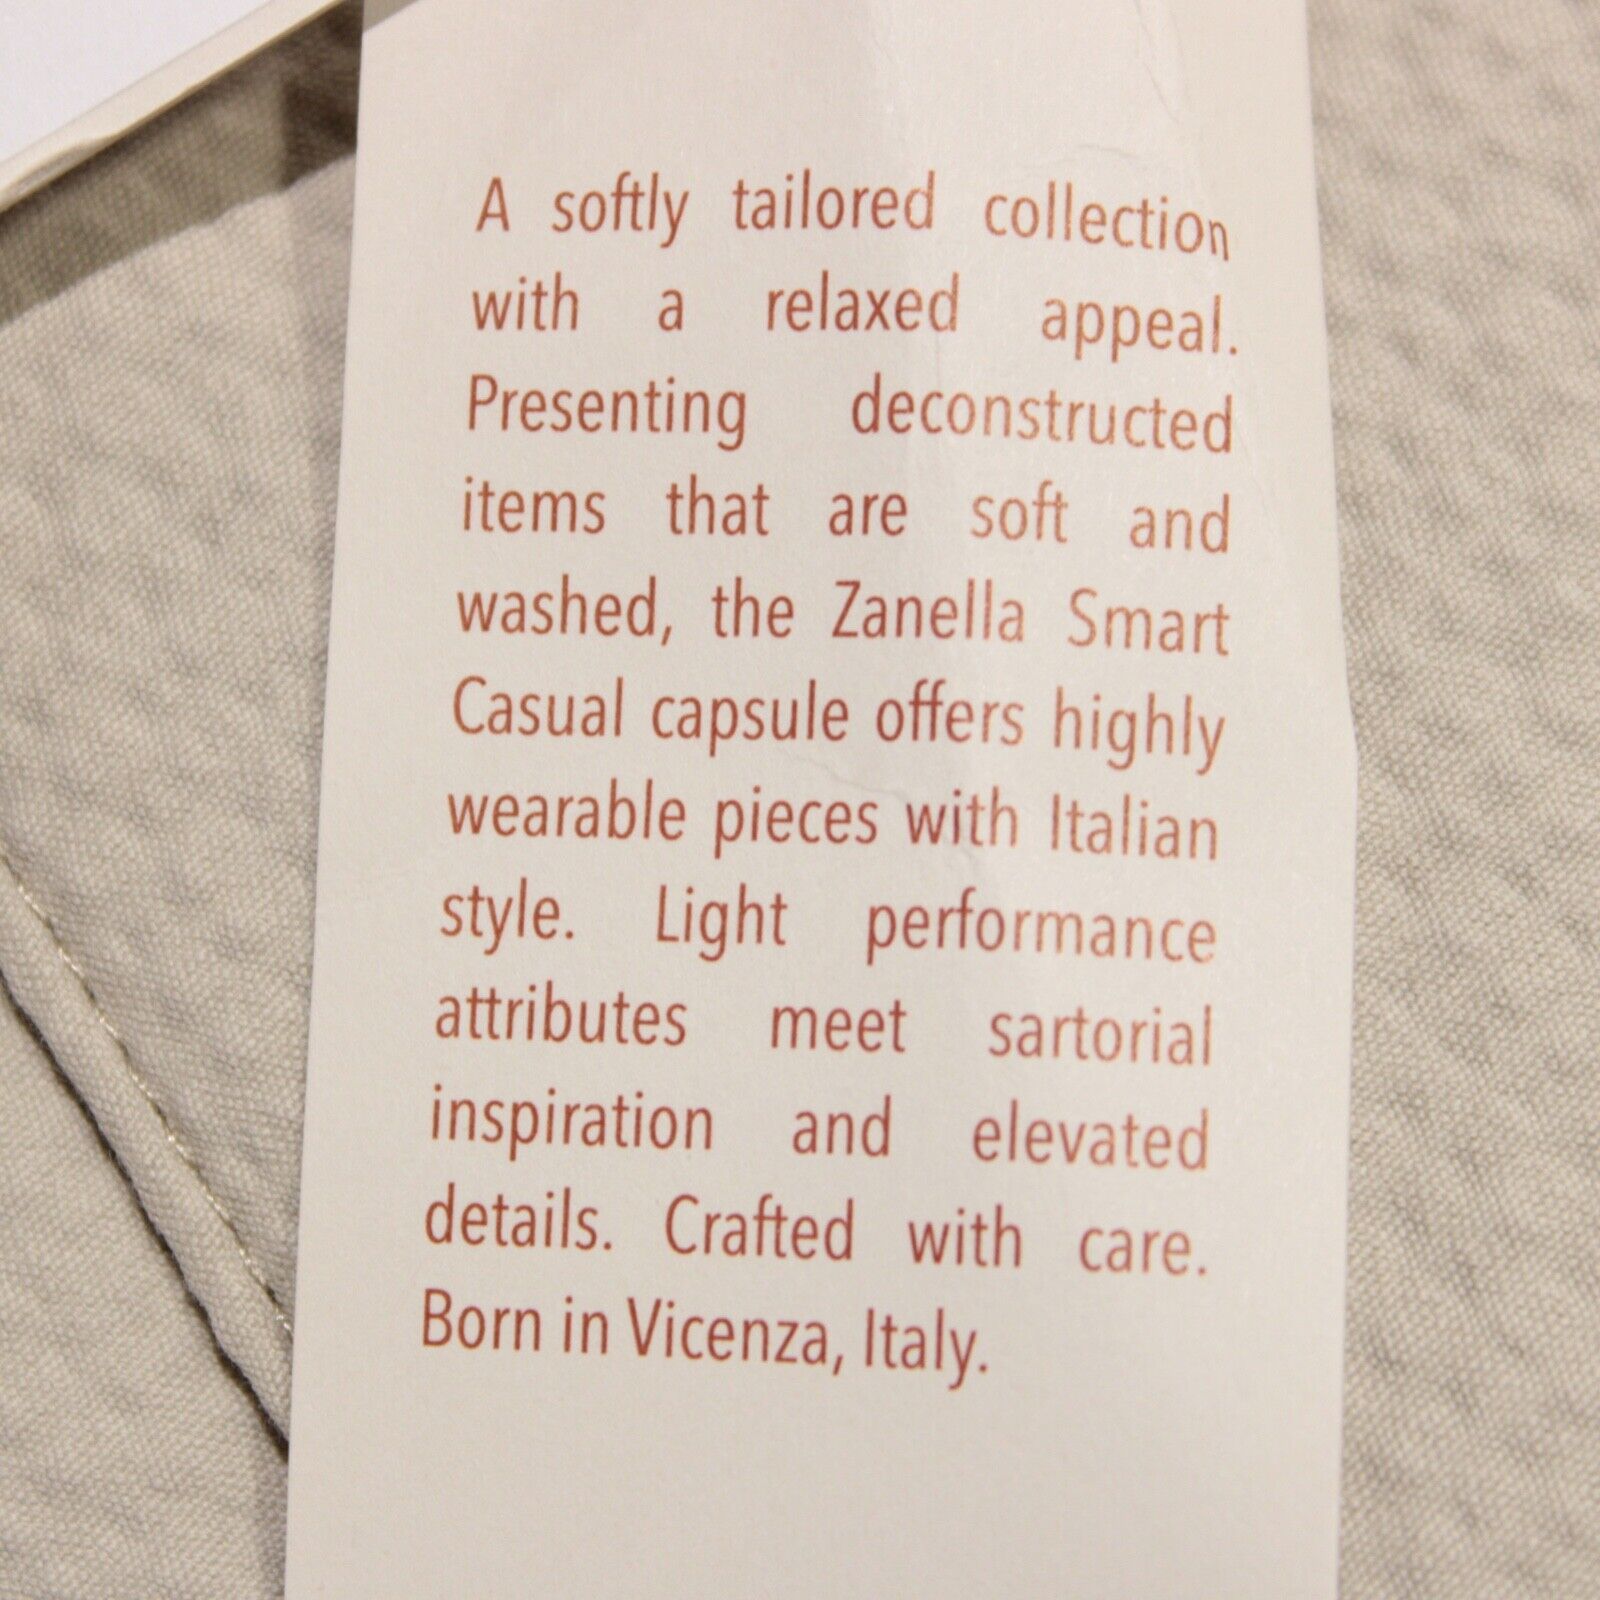 A softly tailored collection
with a relaxed appeal.
Presenting deconstructed
items that are soft and
washed, the Zanella Smart
Casual capsule offers highly
wearable pieces with Italian
style. Light performance
attributes meet sartorial
inspiration and elevated
details. Crafted with care.
Born in Vicenza, Italy.